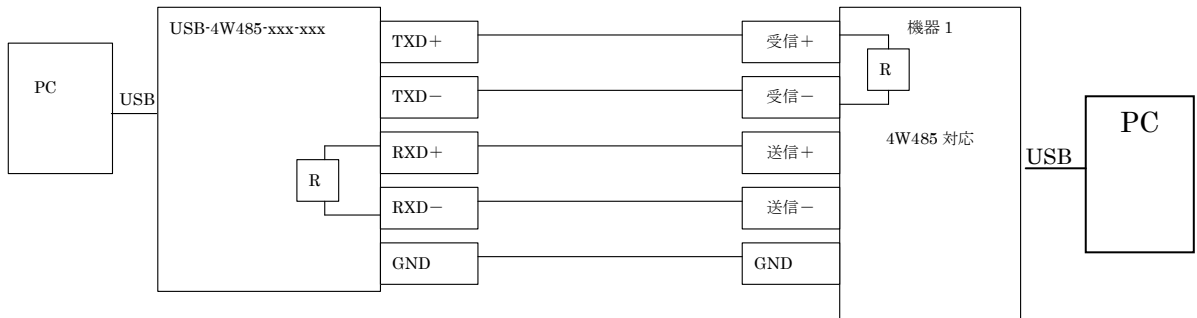 PC
USB
USB-4W485-xxx-xxx
R
TXD+
TXD－
RXD+
RXD－
GND
受信+
受信－
送信+
送信－
GND
機器 1
R
4W485 対応
USB
PC